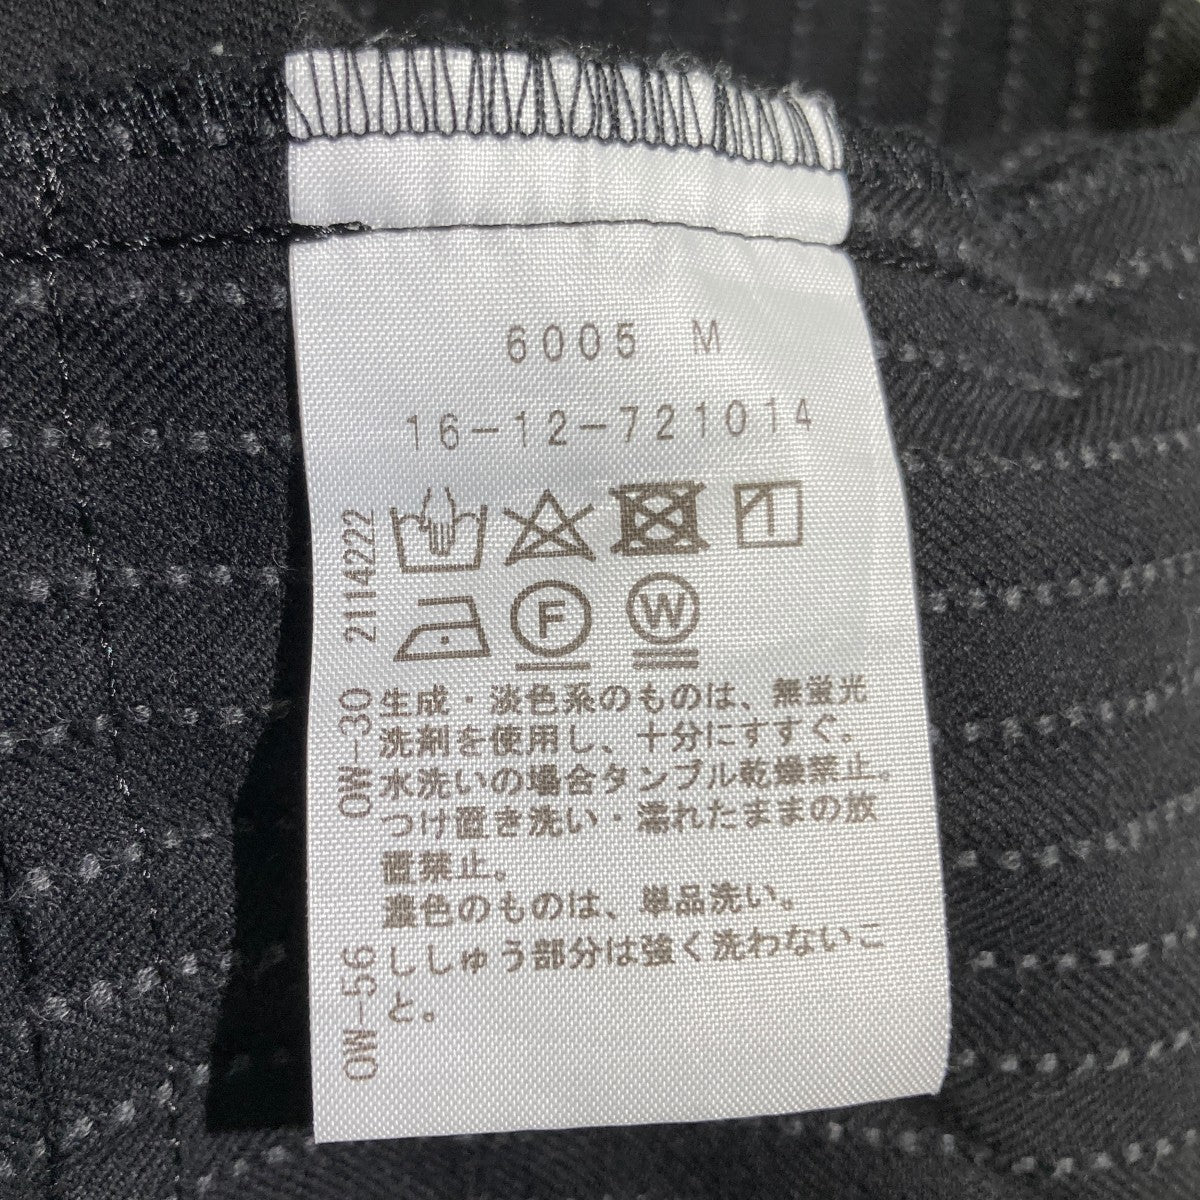 6005 M
16-12-721014
F
W
生成・淡色系のものは、無蛍光
洗剤を使用し、十分にすすぐ。
水洗いの場合タンブル乾燥禁止。
つけ置き洗い・濡れたままの放
置禁止。
濃色のものは、単品洗い。
ししゅう部分は強く洗わないこ
と。
OW-56 OW-30 2114222